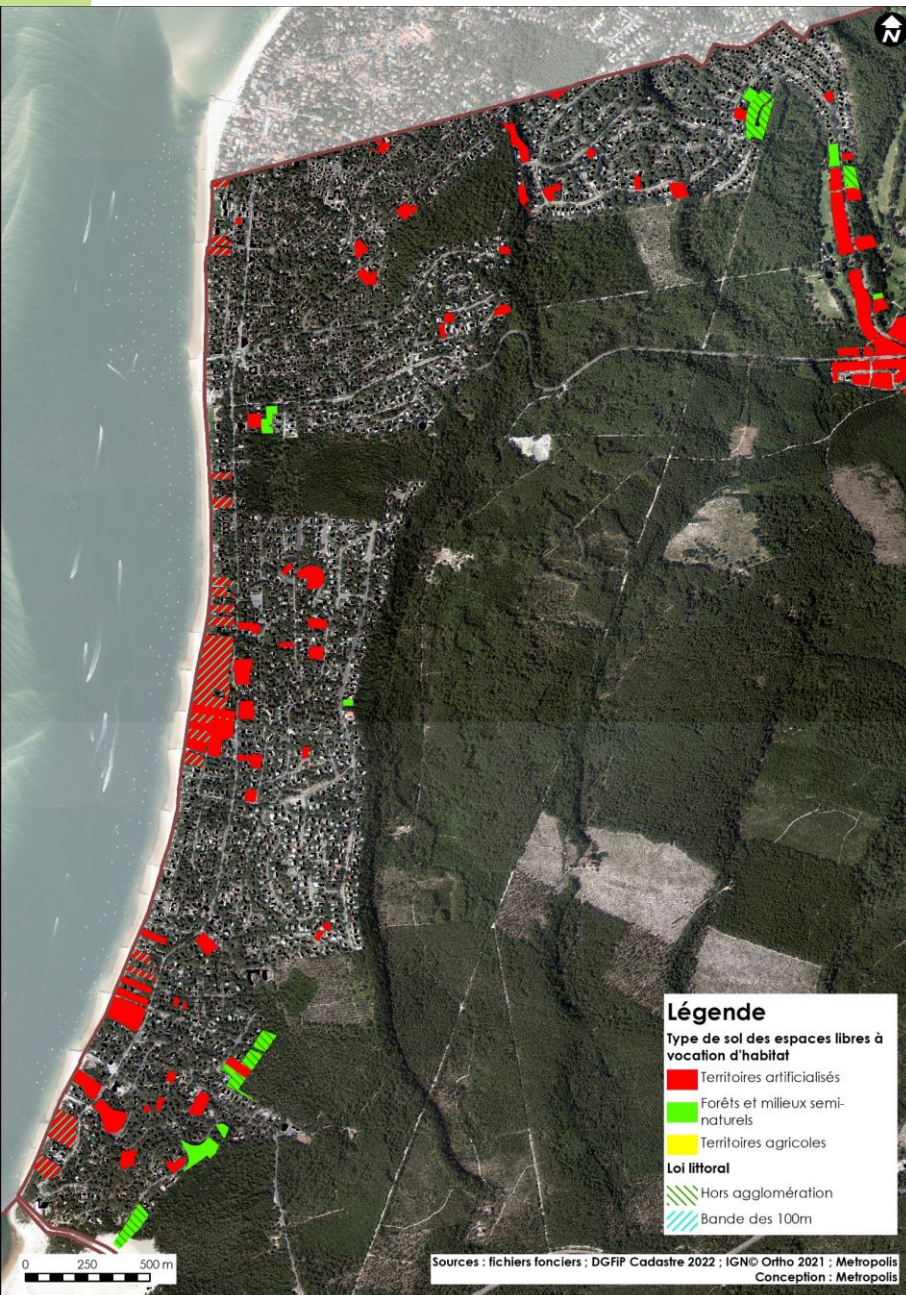 N
Légende
Type de sol des espaces libres à
vocation d'habitat
Territoires artificialisés
Forêts et milieux semi-
naturels
Territoires agricoles
Loi littoral
Hors agglomération
Bande des 100m
0 250 500 m
Sources : fichiers fonciers ; DGFiP Cadastre 2022 ; IGN© Ortho 2021 ; Metropolis
Conception : Metropolis